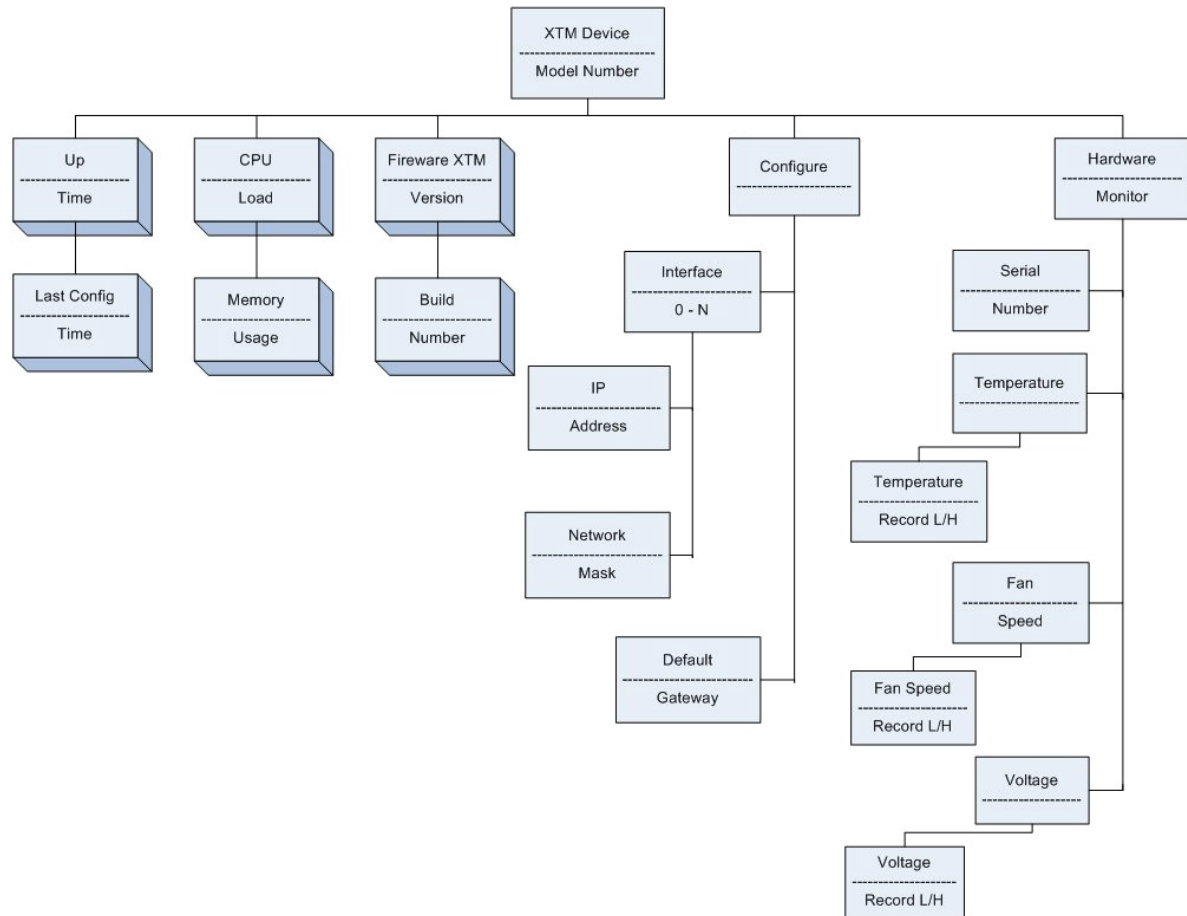 XTM Device
Model Number
Up
Time
CPU
Load
Fireware XTM
Version
Configure
Hardware
Monitor
Last Config
Time
Memory
Usage
Build
Number
Interface
0 - N
IP
Address
Network
Mask
Default
Gateway
Serial
Number
Temperature
Temperature
Record L/H
Fan
Speed
Fan Speed
Record L/H
Voltage
Voltage
Record L/H